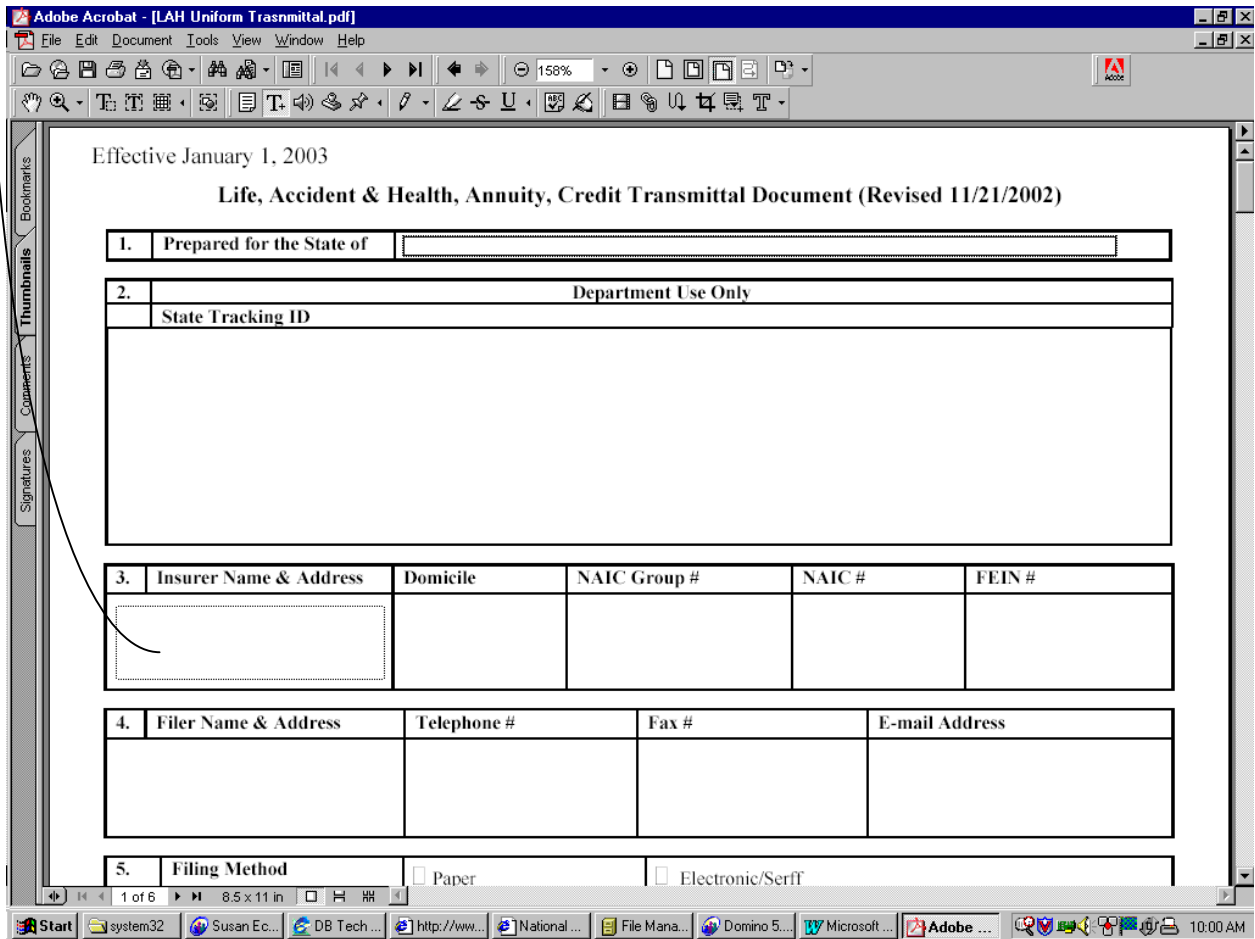 Adobe Acrobat - [LAH Uniform Trasnmittal.pdf]
File Edit Document Tools View Window Help
158%
Adobe
Bookmarks
Thumbnails
Comments
Signatures
Effective January 1, 2003
Life, Accident & Health, Annuity, Credit Transmittal Document (Revised 11/21/2002)
1. Prepared for the State of
2. Department Use Only
State Tracking ID
3. Insurer Name & Address Domicile NAIC Group # NAIC # FEIN #
4. Filer Name & Address Telephone # Fax # E-mail Address
5. Filing Method Paper Electronic/Serff
1 of 6 8.5 x 11 in
Start system32 Susan Ec... DB Tech ... http://ww... National ... File Mana... Domino 5.... Microsoft ... Adobe ... 10:00 AM